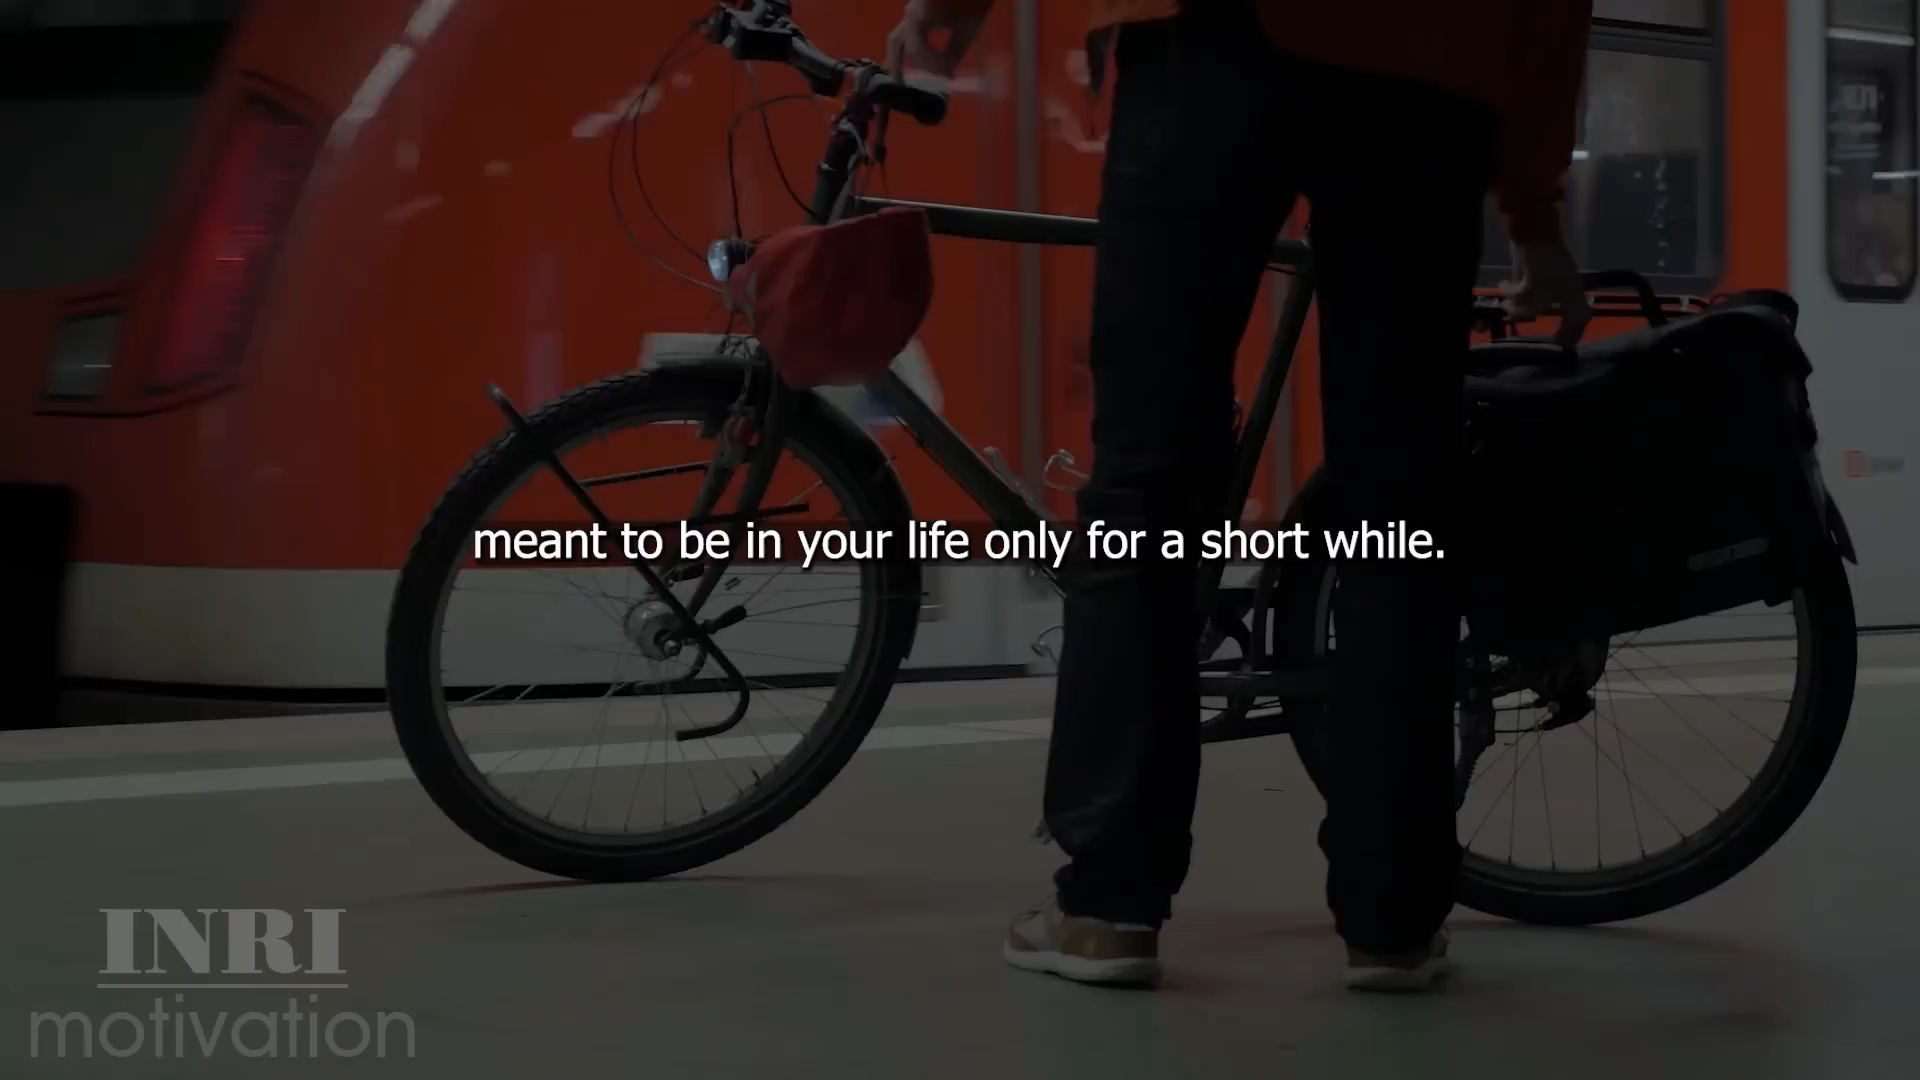 meant to be in your life only for a short while.
INRI
motivation